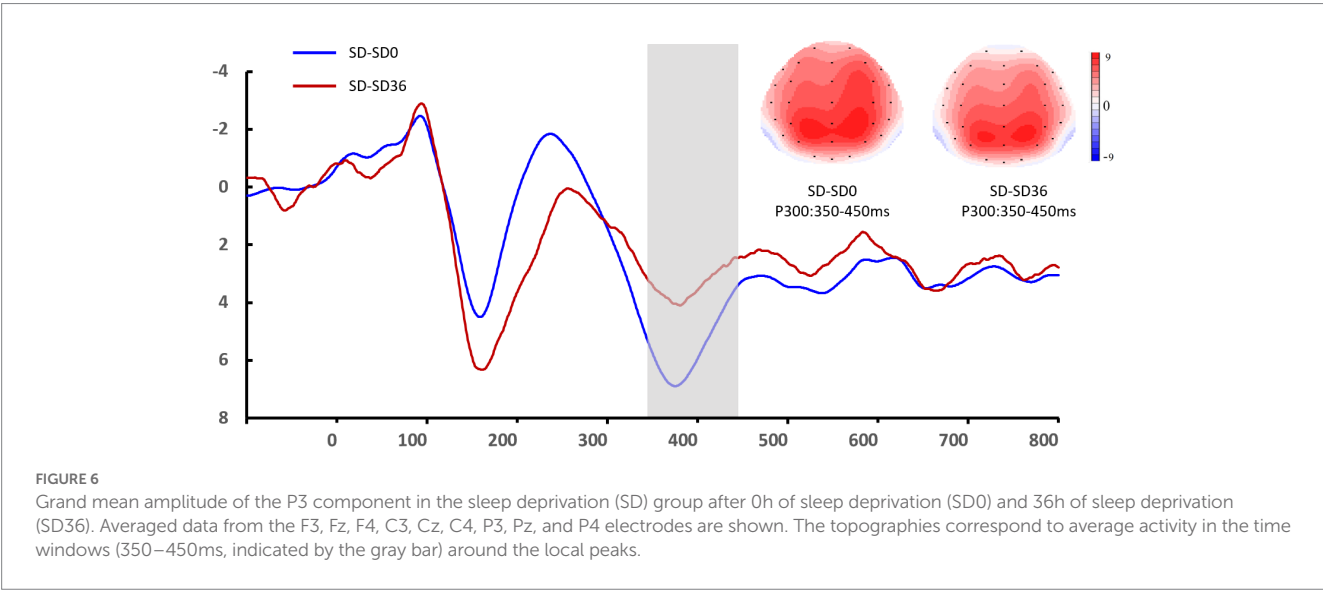 SD-SD0
SD-SD36
-4
-2
0
2
4
6
8
0 100 200 300 400 500 600 700 800
9
0
-9
SD-SD0
P300:350-450ms
SD-SD36
P300:350-450ms
FIGURE 6
Grand mean amplitude of the P3 component in the sleep deprivation (SD) group after 0h of sleep deprivation (SD0) and 36h of sleep deprivation
(SD36). Averaged data from the F3, Fz, F4, C3, Cz, C4, P3, Pz, and P4 electrodes are shown. The topographies correspond to average activity in the time
windows (350–450ms, indicated by the gray bar) around the local peaks.